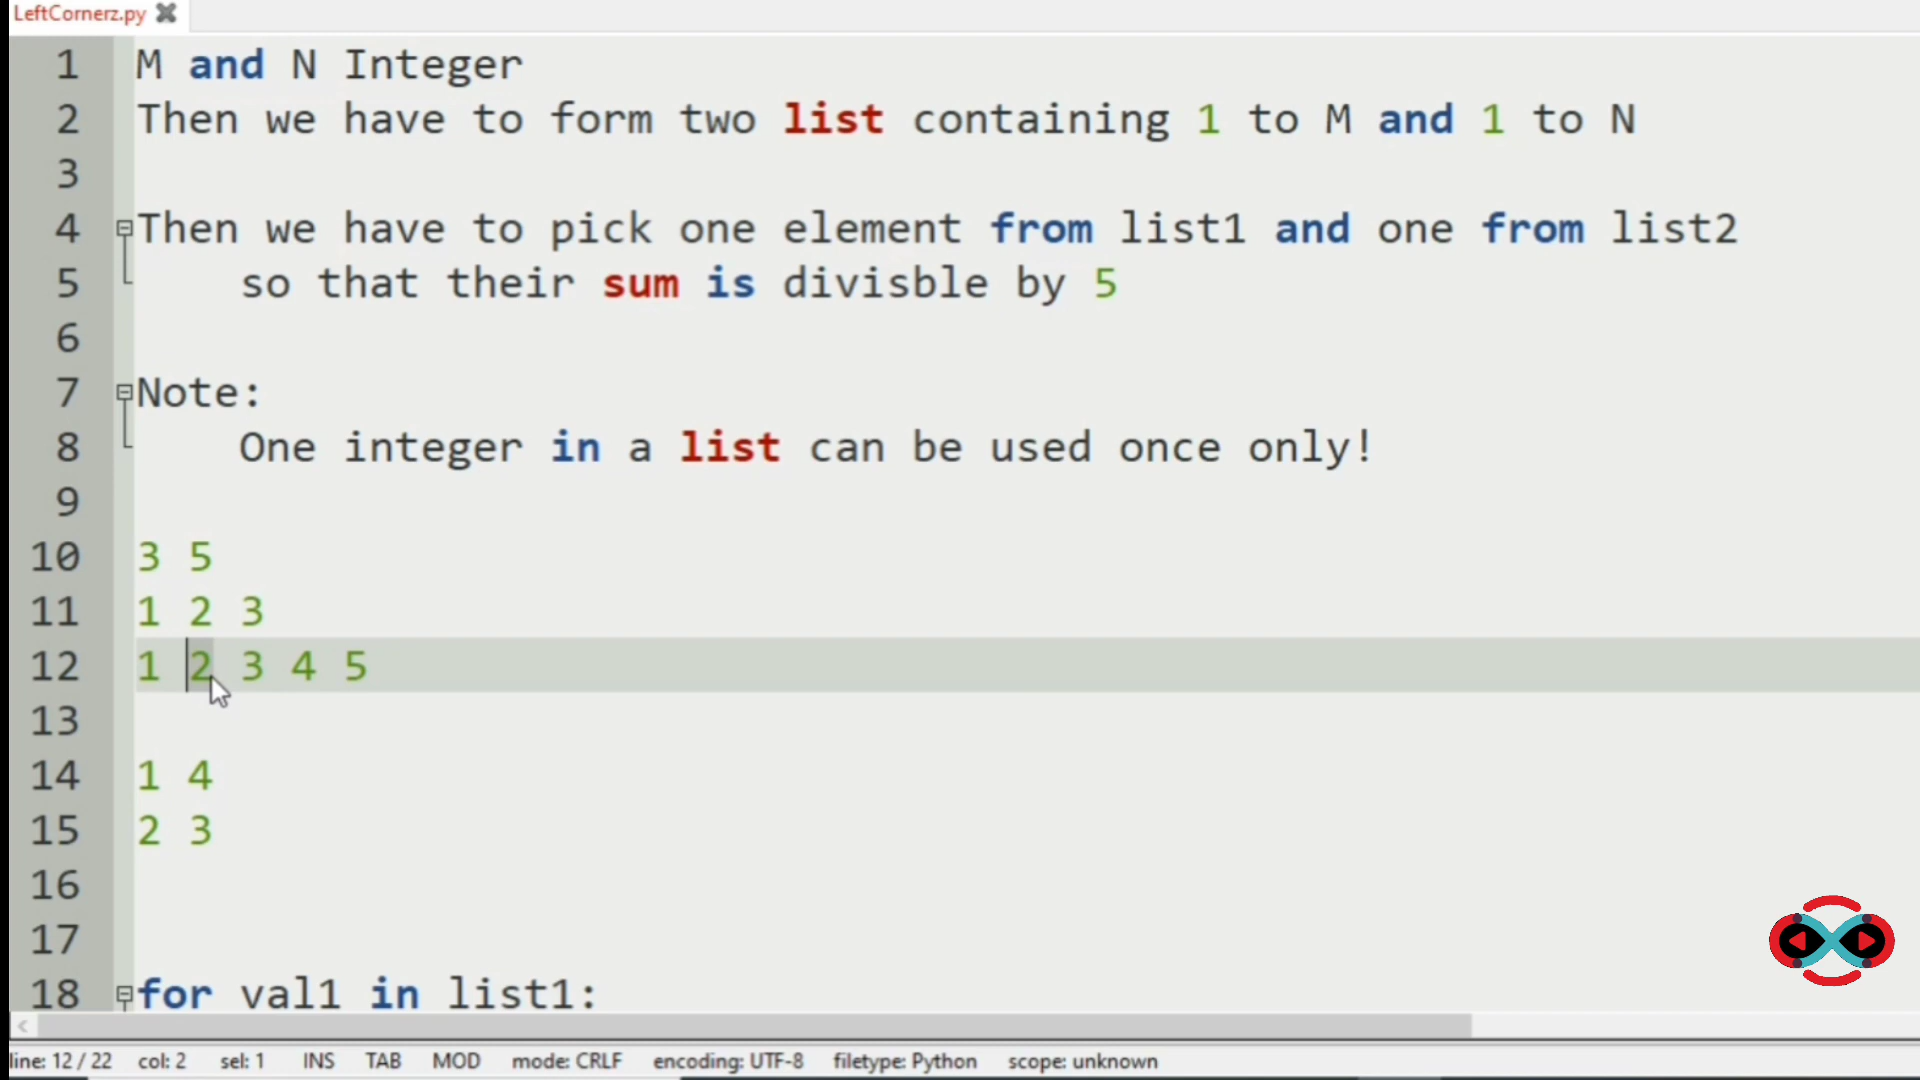 LeftCornerz.py
1 M and N Integer
2 Then we have to form two list containing 1 to M and 1 to N
3
4 Then we have to pick one element from list1 and one from list2
5 so that their sum is divisble by 5
6
7 Note:
8 One integer in a list can be used once only!
9
10 3 5
11 1 2 3
12 1 2 3 4 5
13
14 1 4
15 2 3
16
17
18 for val1 in list1:
line: 12 / 22 col: 2 sel: 1 INS TAB MOD mode: CRLF encoding: UTF-8 filetype: Python scope: unknown